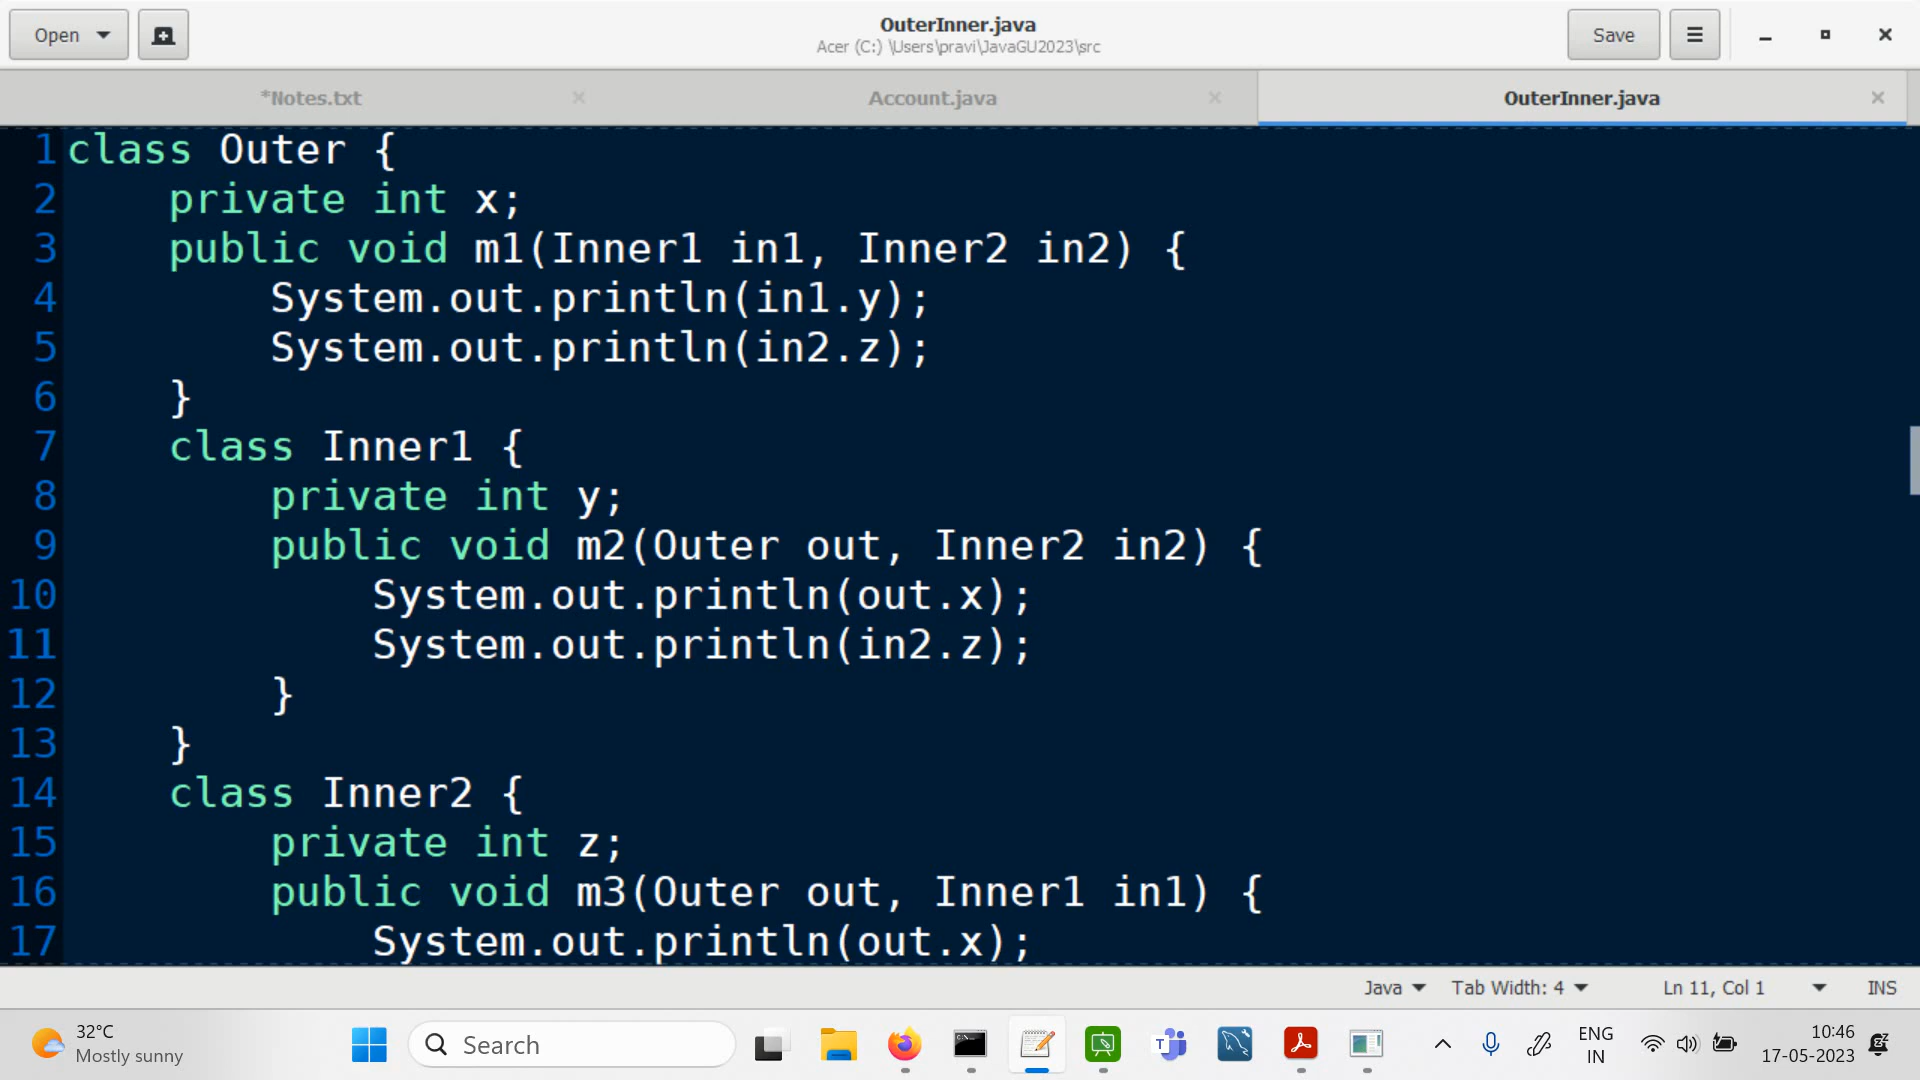 Open
OuterInner.java
Acer (C:) \Users\pravi\JavaGU2023\src
Save
*Notes.txt
Account.java
OuterInner.java
1 class Outer {
2 private int x;
3 public void m1(Inner1 in1, Inner2 in2) {
4 System.out.println(in1.y);
5 System.out.println(in2.z);
6 }
7 class Inner1 {
8 private int y;
9 public void m2(Outer out, Inner2 in2) {
10 System.out.println(out.x);
11 System.out.println(in2.z);
12 }
13 }
14 class Inner2 {
15 private int z;
16 public void m3(Outer out, Inner1 in1) {
17 System.out.println(out.x);
Java Tab Width: 4 Ln 11, Col 1 INS
32°C
Mostly sunny
Search
ENG
IN
10:46
17-05-2023